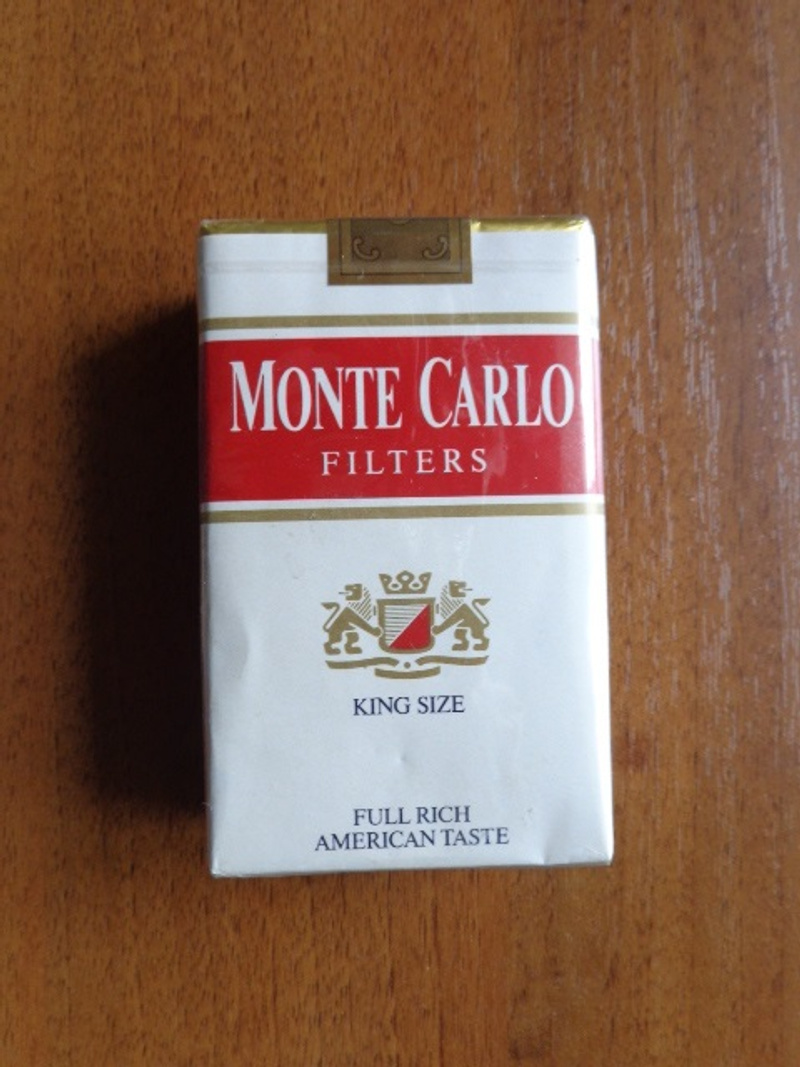 MONTE CARLO
FILTERS
KING SIZE
FULL RICH
AMERICAN TASTE